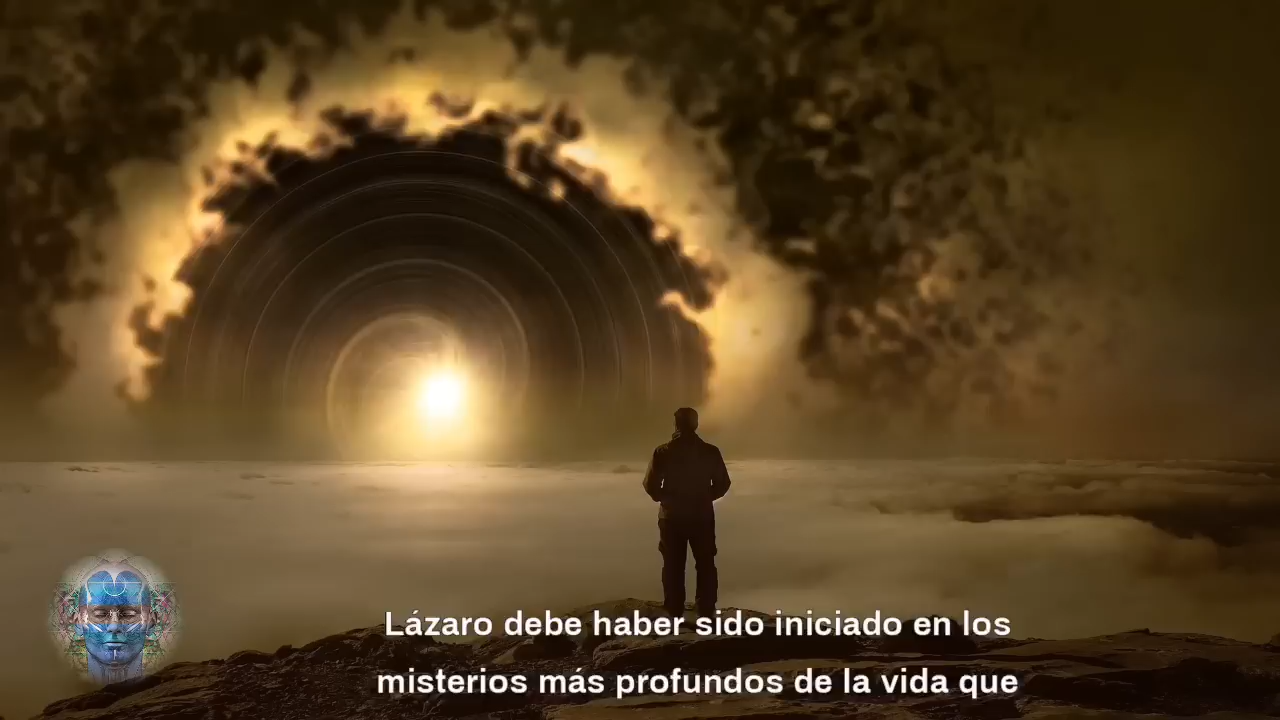 Lázaro debe haber sido iniciado en los
misterios más profundos de la vida que